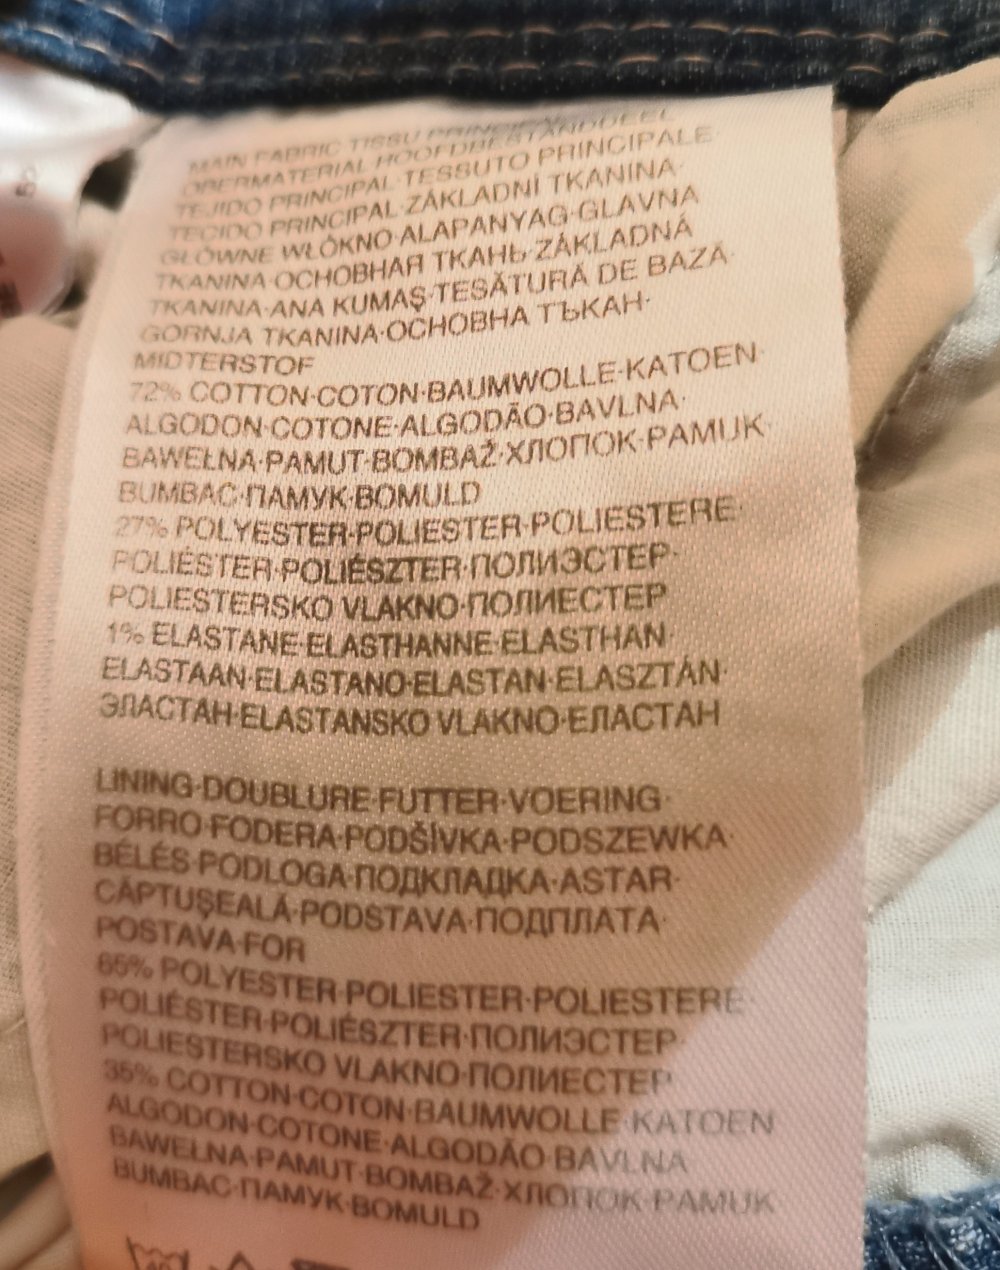 MAIN FABRIC·TISSU PRINCIPAL
OBERMATERIAL·HOOFDBESTANDDEEL
TEJIDO PRINCIPAL·TESSUTO PRINCIPALE
TECIDO PRINCIPAL·ZÁKLADNÍ TKANINA·
GŁÓWNE WŁÓKNO·ALAPANYAG·GLAVNA
TKANINA·ОСНОВНАЯ ТКАНЬ·ZÁKLADNÁ
TKANINA·ANA KUMAŞ·TESĂTURĂ DE BAZĂ·
GORNJA TKANINA·ОСНОВНА ТЪКАН·
MIDTERSTOF
72% COTTON·COTON·BAUMWOLLE·KATOEN·
ALGODON·COTONE·ALGODÃO·BAVLNA·
BAWEŁNA·PAMUT·BOMBAŽ·ХЛОПОК·PAMUK·
BUMBAC·ПАМУК·BOMULD
27% POLYESTER·POLIESTER·POLIESTERE·
POLIÉSTER·POLIÉSZTER·ПОЛИЭСТЕР·
POLIESTERSKO VLAKNO·ПОЛИЕСТЕР
1% ELASTANE·ELASTHANNE·ELASTHAN·
ELASTAAN·ELASTANO·ELASTAN·ELASZTÁN·
ЭЛАСТАН·ELASTANSKO VLAKNO·ЕЛАСТАН
LINING·DOUBLURE·FUTTER·VOERING·
FORRO·FODERA·PODŠÍVKA·PODSZEWKA·
BÉLÉS·PODLOGA·ПОДКЛАДКА·ASTAR·
CĂPTUŞEALĂ·PODSTAVA·ПОДПЛАТА·
POSTAVA·FOR
65% POLYESTER·POLIESTER·POLIESTERE·
POLIÉSTER·POLIÉSZTER·ПОЛИЭСТЕР·
POLIESTERSKO VLAKNO·ПОЛИЕСТЕР
35% COTTON·COTON·BAUMWOLLE·KATOEN
ALGODON·COTONE·ALGODÃO·BAVLNA
BAWEŁNA·PAMUT·BOMBAŽ·ХЛОПОК·PAMUK
BUMBAC·ПАМУК·BOMULD